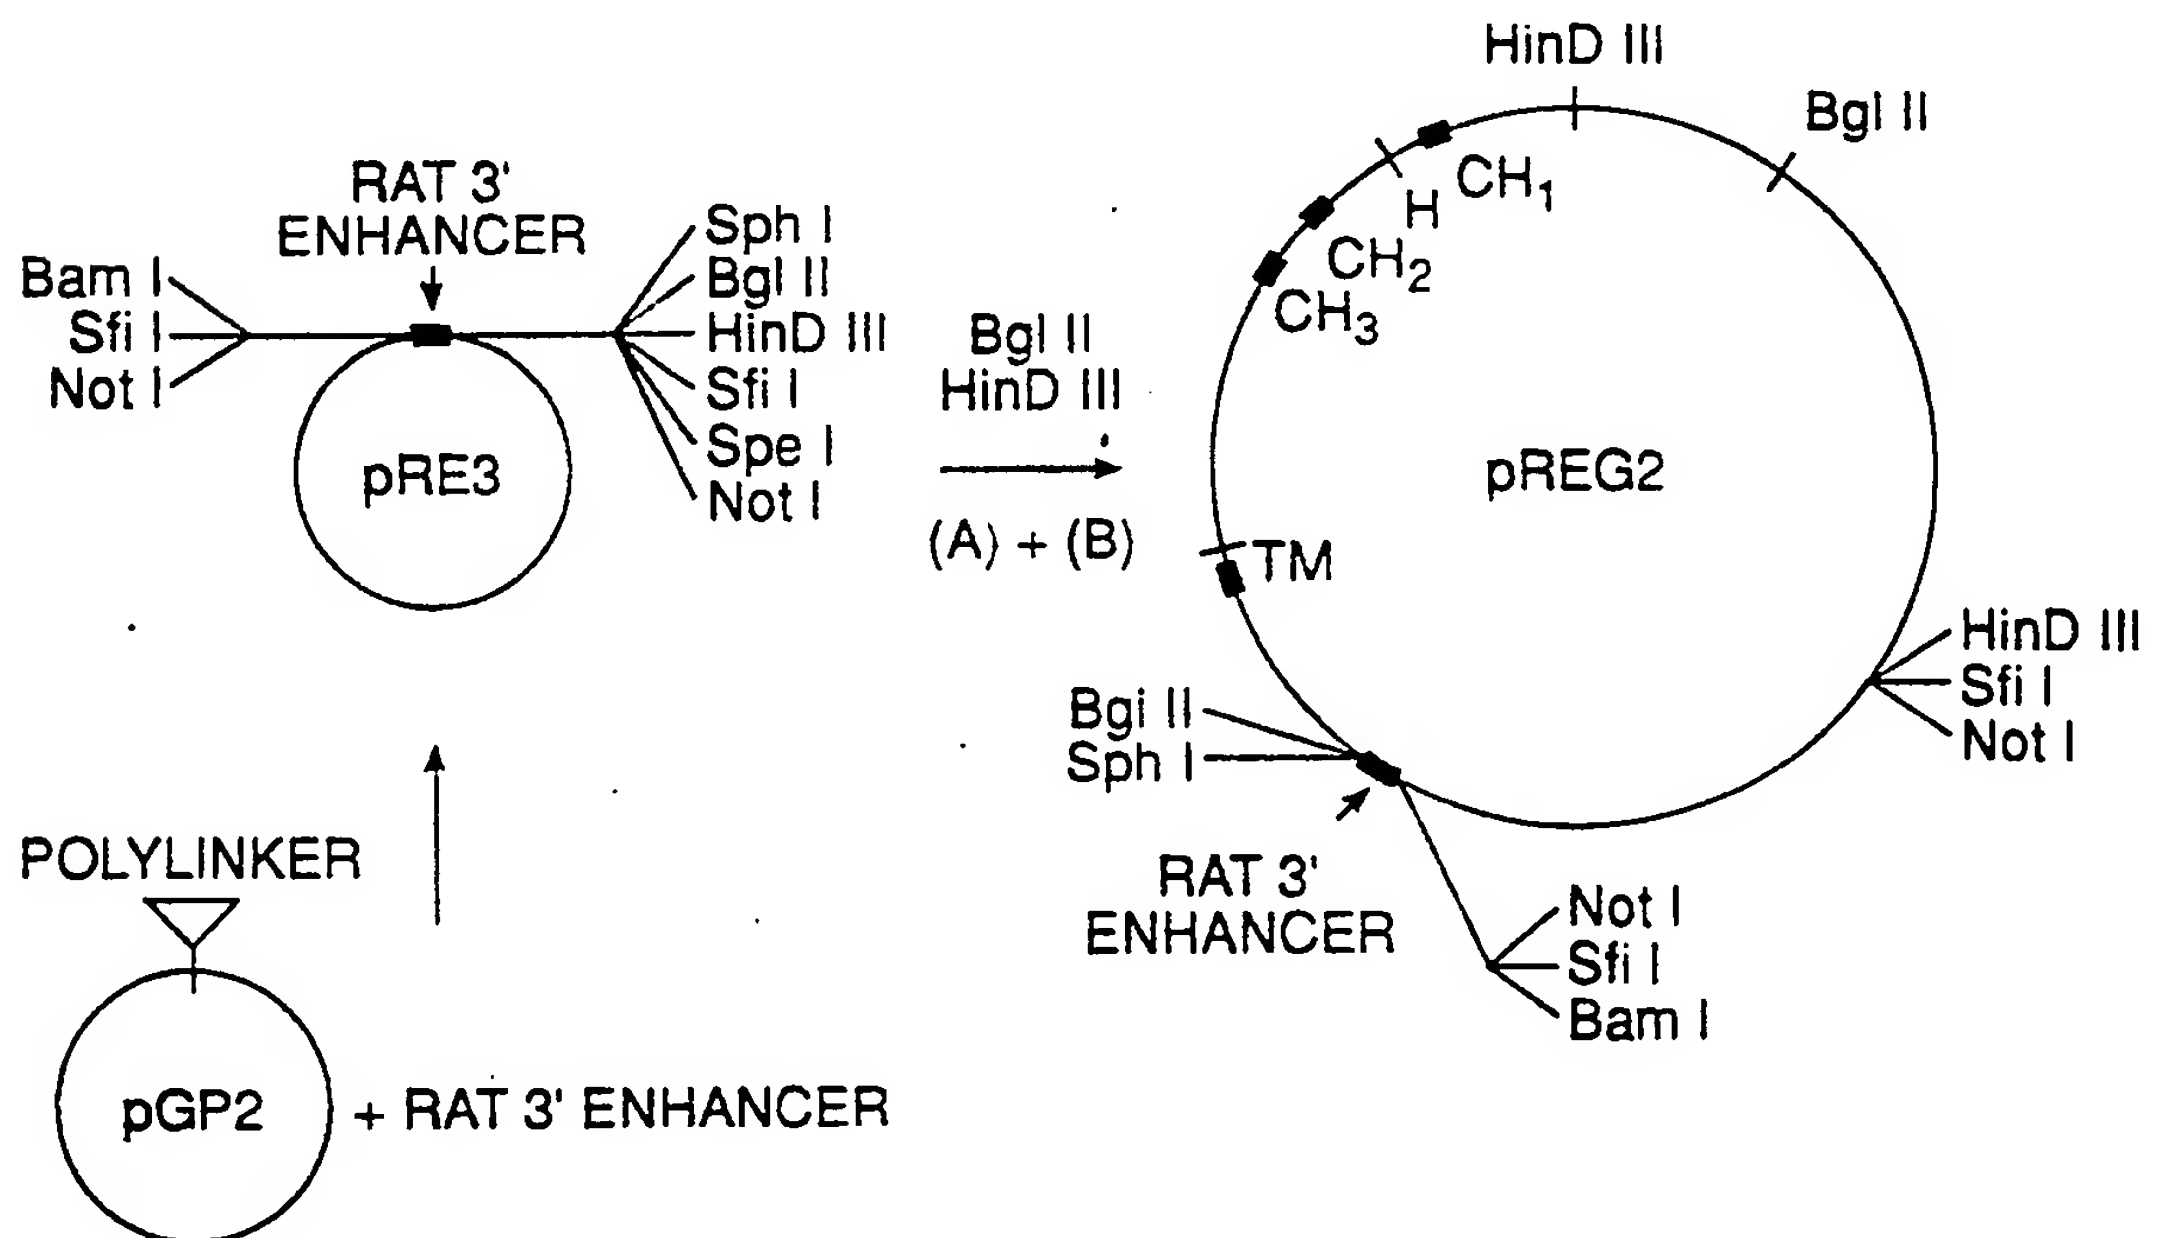 RAT 3'
ENHANCER
Bam I
Sfi I
Not I
Sph I
Bgl II
HinD III
Sfi I
Spe I
Not I
pRE3
Bgl II
HinD III
(A) + (B)
POLYLINKER
pGP2
+ RAT 3' ENHANCER
HinD III
Bgl II
CH1
H
CH2
CH3
pREG2
TM
HinD III
Sfi I
Not I
Bgi II
Sph I
RAT 3'
ENHANCER
Not I
Sfi I
Bam I